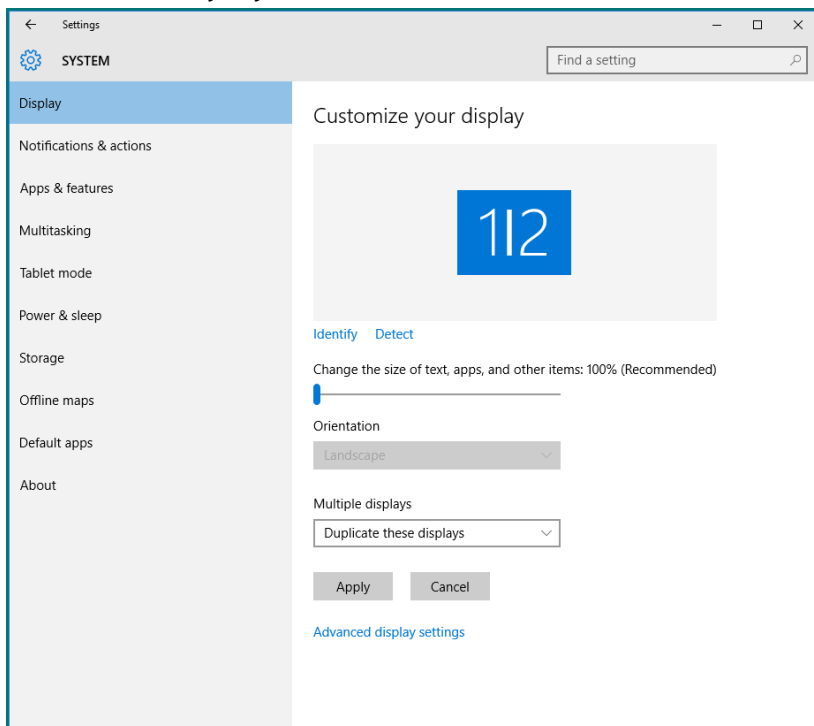 Settings
SYSTEM
Find a setting
Display
Notifications & actions
Apps & features
Multitasking
Tablet mode
Power & sleep
Storage
Offline maps
Default apps
About
Customize your display
1|2
Identify Detect
Change the size of text, apps, and other items: 100% (Recommended)
Orientation
Landscape
Multiple displays
Duplicate these displays
Apply Cancel
Advanced display settings